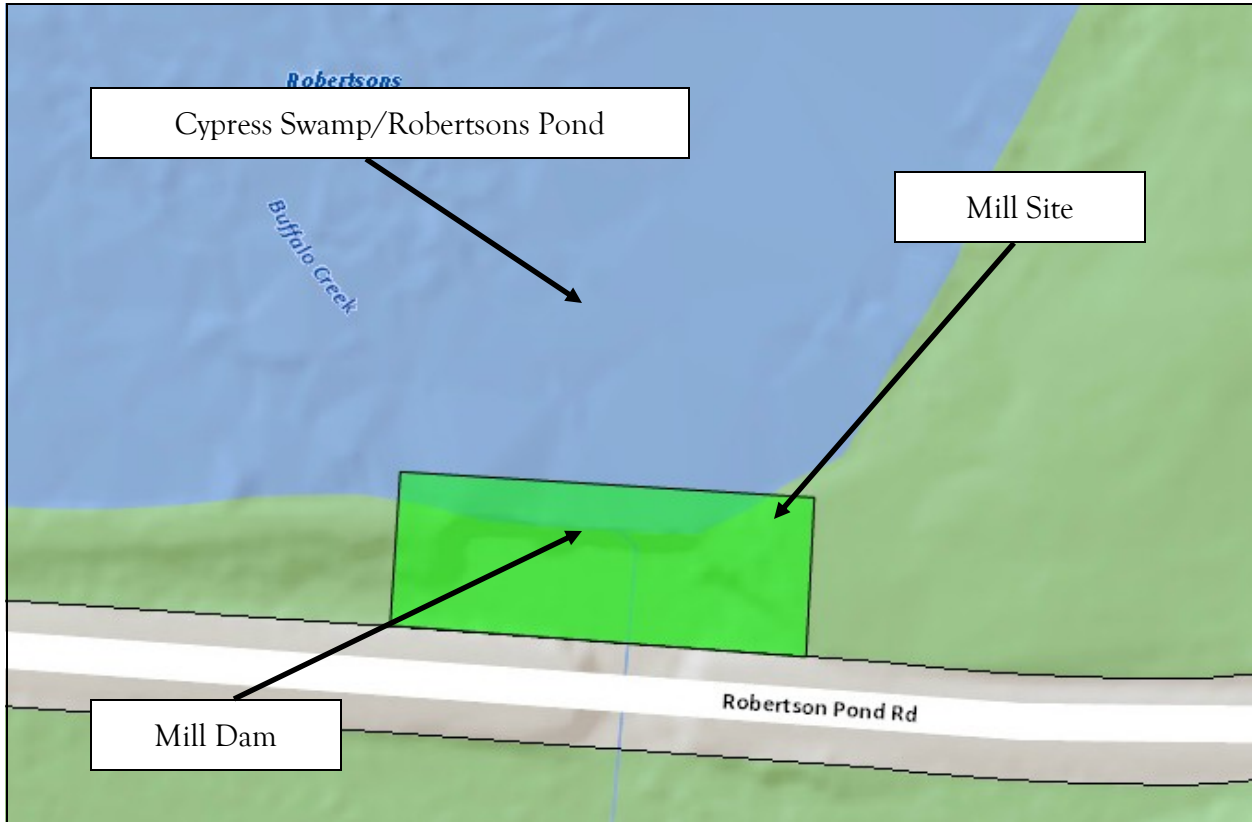 Robertsons
Cypress Swamp/Robertsons Pond
Mill Site
Buffalo Creek
Robertson Pond Rd
Mill Dam